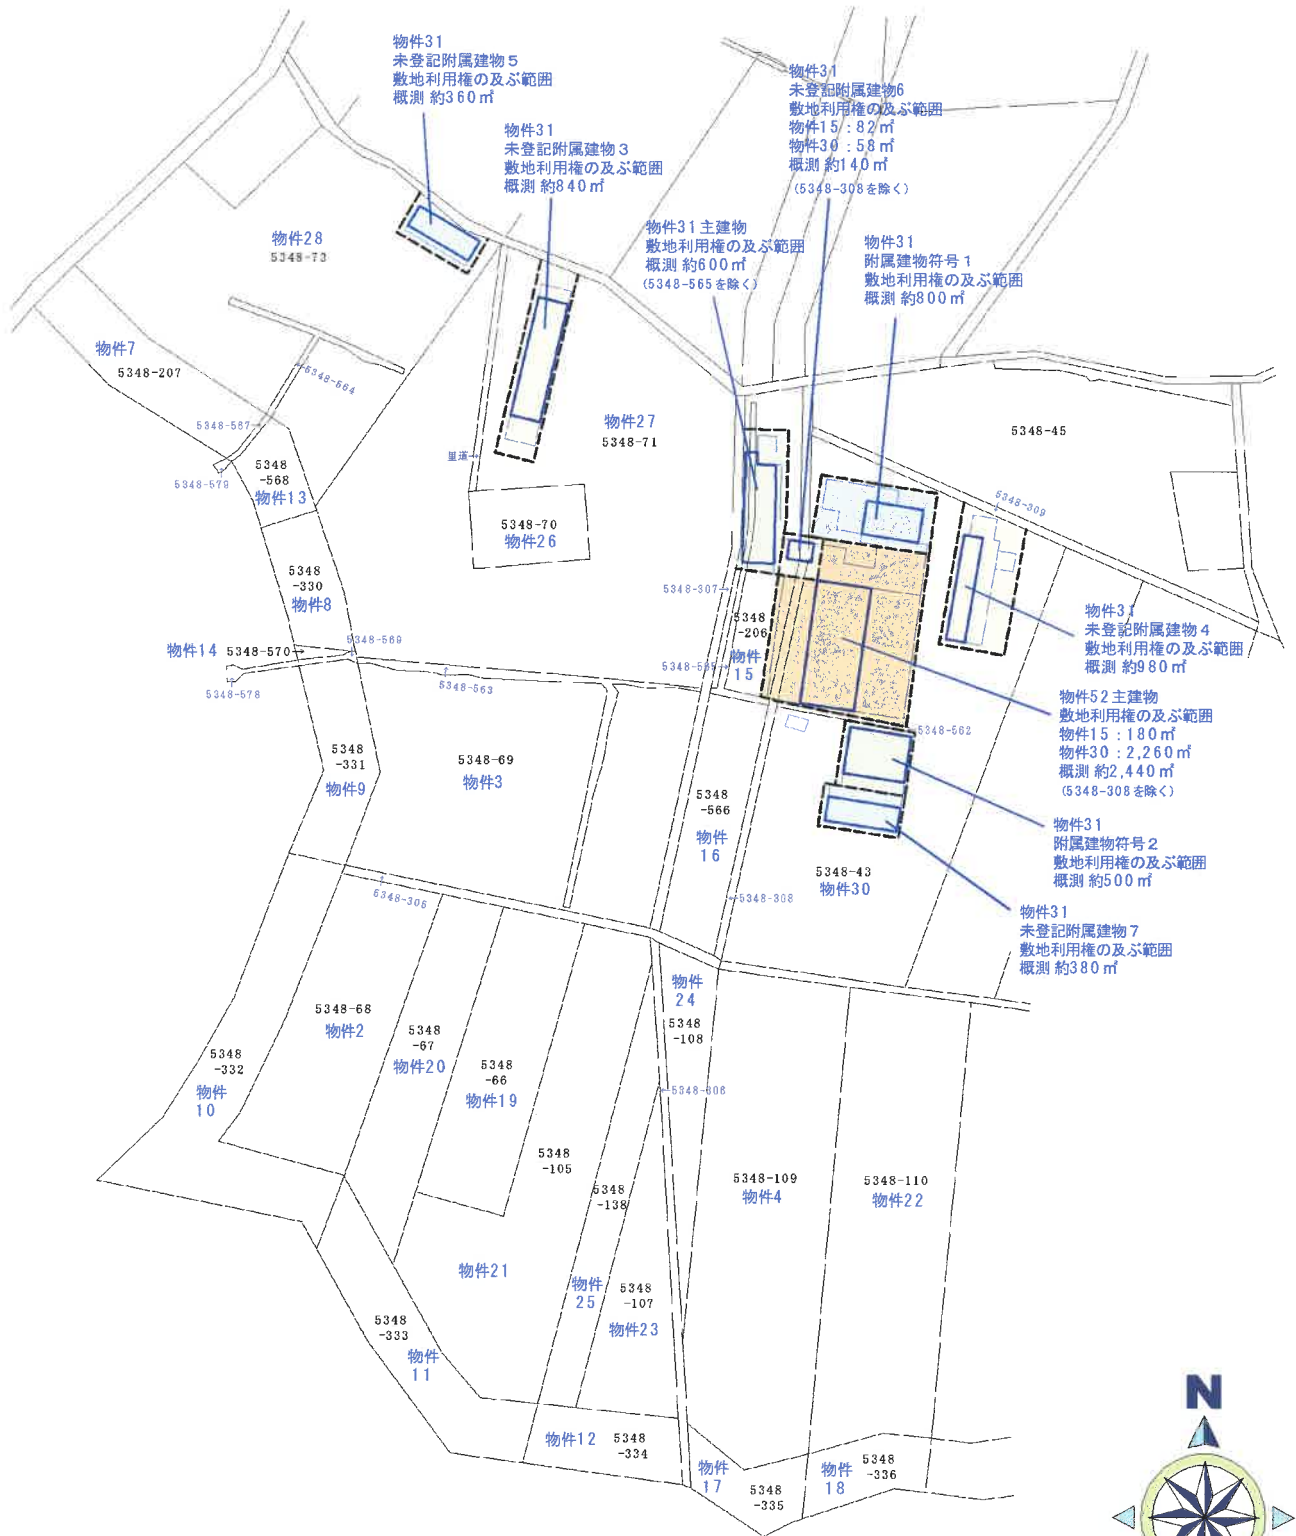 物件31
未登記附属建物5
敷地利用権の及ぶ範囲
概測 約360㎡
物件31
未登記附属建物3
敷地利用権の及ぶ範囲
概測 約840㎡
物件31
未登記附属建物6
敷地利用権の及ぶ範囲
物件15：82㎡
物件30：58㎡
概測 約140㎡
(5348-308を除く)
物件31 主建物
敷地利用権の及ぶ範囲
概測 約600㎡
(5348-565を除く)
物件31
附属建物符号1
敷地利用権の及ぶ範囲
概測 約800㎡
物件28
5348-73
物件7
5348-207
5348-564
5348-567
5348-579
5348
-568
物件13
里道
物件27
5348-71
5348-45
5348-309
5348-70
物件26
5348
-330
物件8
5348-307
5348
-206
物件
15
物件14 5348-570
5348-569
5348-578
5348-563
物件31
未登記附属建物4
敷地利用権の及ぶ範囲
概測 約980㎡
物件52 主建物
敷地利用権の及ぶ範囲
物件15：180㎡
物件30：2,260㎡
概測 約2,440㎡
(5348-308を除く)
5348-562
5348
-331
物件9
5348-69
物件3
5348
-566
物件
16
物件31
附属建物符号2
敷地利用権の及ぶ範囲
概測 約500㎡
5348-43
物件30
5348-308
物件31
未登記附属建物7
敷地利用権の及ぶ範囲
概測 約380㎡
物件
24
5348
-108
5348-68
物件2
5348
-67
物件20
5348
-66
物件19
5348
-332
物件
10
5348
-105
5348
-138
5348-109
物件4
5348-110
物件22
物件21
物件
25
5348
-107
物件23
5348
-333
物件
11
物件12
5348
-334
物件
17
5348
-335
物件
18
5348
-336
N